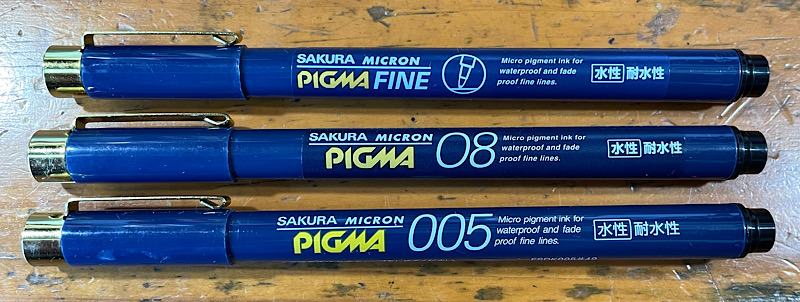 SAKURA MICRON
PIGMA FINE
Micro pigment ink for
waterproof and fade
proof fine lines.
水性 耐水性
SAKURA MICRON
PIGMA 08
Micro pigment ink for
waterproof and fade
proof fine lines.
水性 耐水性
SAKURA MICRON
PIGMA 005
Micro pigment ink for
waterproof and fade
proof fine lines.
水性 耐水性